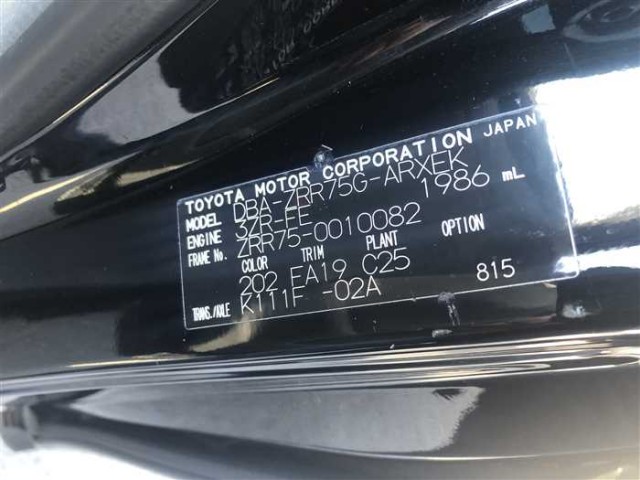 TOYOTA MOTOR CORPORATION JAPAN
MODEL DBA-ZRR75G-ARXEK
ENGINE 3ZR-FE 1986 mL
FRAME No. ZRR75-0010082
COLOR TRIM PLANT OPTION
202 FA19 C25 815
TRANS./AXLE K111F -02A